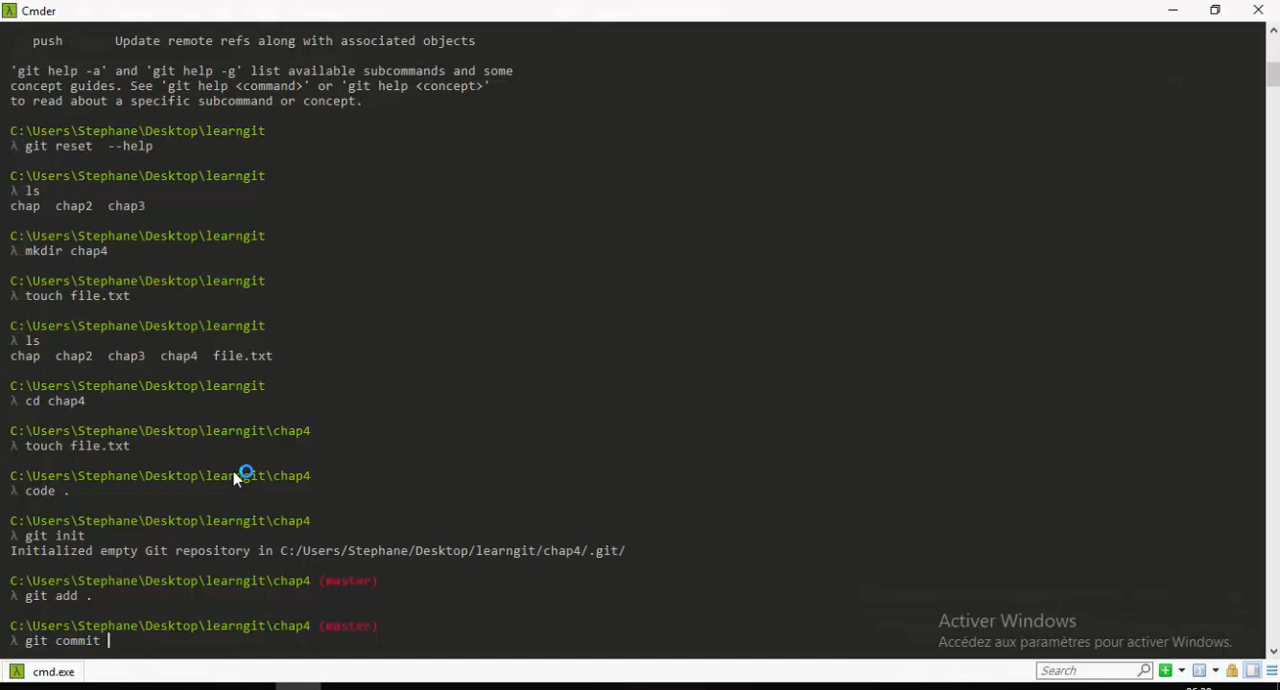 Cmder
push Update remote refs along with associated objects
'git help -a' and 'git help -g' list available subcommands and some
concept guides. See 'git help <command>' or 'git help <concept>'
to read about a specific subcommand or concept.
C:\Users\Stephane\Desktop\learngit
λ git reset --help
C:\Users\Stephane\Desktop\learngit
λ ls
chap chap2 chap3
C:\Users\Stephane\Desktop\learngit
λ mkdir chap4
C:\Users\Stephane\Desktop\learngit
λ touch file.txt
C:\Users\Stephane\Desktop\learngit
λ ls
chap chap2 chap3 chap4 file.txt
C:\Users\Stephane\Desktop\learngit
λ cd chap4
C:\Users\Stephane\Desktop\learngit\chap4
λ touch file.txt
C:\Users\Stephane\Desktop\learngit\chap4
λ code .
C:\Users\Stephane\Desktop\learngit\chap4
λ git init
Initialized empty Git repository in C:/Users/Stephane/Desktop/learngit/chap4/.git/
C:\Users\Stephane\Desktop\learngit\chap4 (master)
λ git add .
C:\Users\Stephane\Desktop\learngit\chap4 (master)
λ git commit
Activer Windows
Accédez aux paramètres pour activer Windows.
cmd.exe
Search